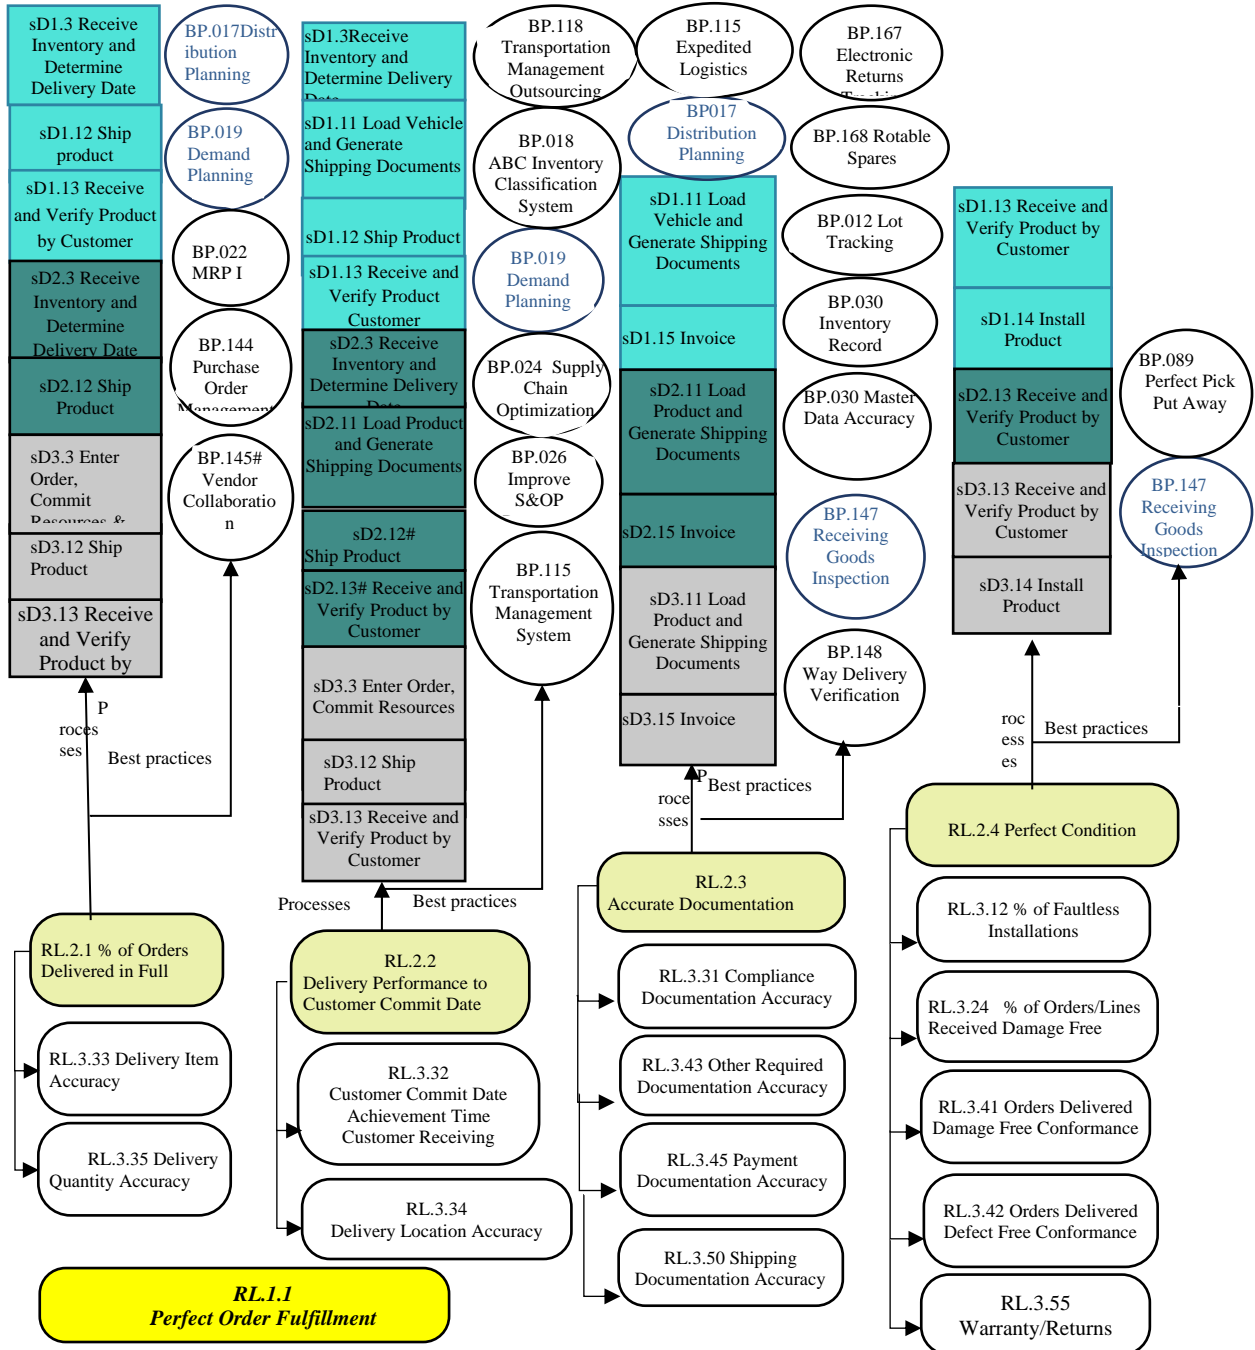 sD1.3 Receive
Inventory and
Determine
Delivery Date
sD1.12 Ship
product
sD1.13 Receive
and Verify Product
by Customer
sD2.3 Receive
Inventory and
Determine
Delivery Date
sD2.12 Ship
Product
sD3.3 Enter
Order,
Commit
Resources &
sD3.12 Ship
Product
sD3.13 Receive
and Verify
Product by
BP.017Distr
ibution
Planning
BP.019
Demand
Planning
BP.022
MRP I
BP.144
Purchase
Order
Management
BP.145#
Vendor
Collaboratio
n
P
roces
ses
Best practices
RL.2.1 % of Orders
Delivered in Full
RL.3.33 Delivery Item
Accuracy
RL.3.35 Delivery
Quantity Accuracy
sD1.3Receive
Inventory and
Determine Delivery
Date
sD1.11 Load Vehicle
and Generate
Shipping Documents
sD1.12 Ship Product
sD1.13 Receive and
Verify Product
Customer
sD2.3 Receive
Inventory and
Determine Delivery
Date
sD2.11 Load Product
and Generate
Shipping Documents
sD2.12#
Ship Product
sD2.13# Receive and
Verify Product by
Customer
sD3.3 Enter Order,
Commit Resources
sD3.12 Ship
Product
sD3.13 Receive and
Verify Product by
Customer
BP.118
Transportation
Management
Outsourcing
BP.018
ABC Inventory
Classification
System
BP.019
Demand
Planning
BP.024  Supply
Chain
Optimization
BP.026
Improve
S&OP
BP.115
Transportation
Management
System
Processes
Best practices
RL.2.2
Delivery Performance to
Customer Commit Date
RL.3.32
Customer Commit Date
Achievement Time
Customer Receiving
RL.3.34
Delivery Location Accuracy
BP.115
Expedited
Logistics
BP017
Distribution
Planning
sD1.11 Load
Vehicle and
Generate Shipping
Documents
sD1.15 Invoice
sD2.11 Load
Product and
Generate Shipping
Documents
sD2.15 Invoice
sD3.11 Load
Product and
Generate Shipping
Documents
sD3.15 Invoice
BP.167
Electronic
Returns
Tracking
BP.168 Rotable
Spares
BP.012 Lot
Tracking
BP.030
Inventory
Record
BP.030 Master
Data Accuracy
BP.147
Receiving
Goods
Inspection
BP.148
Way Delivery
Verification
P
roce
sses
Best practices
RL.2.3
Accurate Documentation
RL.3.31 Compliance
Documentation Accuracy
RL.3.43 Other Required
Documentation Accuracy
RL.3.45 Payment
Documentation Accuracy
RL.3.50 Shipping
Documentation Accuracy
sD1.13 Receive and
Verify Product by
Customer
sD1.14 Install
Product
sD2.13 Receive and
Verify Product by
Customer
sD3.13 Receive and
Verify Product by
Customer
sD3.14 Install
Product
BP.089
Perfect Pick
Put Away
BP.147
Receiving
Goods
Inspection
roc
ess
es
Best practices
RL.2.4 Perfect Condition
RL.3.12 % of Faultless
Installations
RL.3.24   % of Orders/Lines
Received Damage Free
RL.3.41 Orders Delivered
Damage Free Conformance
RL.3.42 Orders Delivered
Defect Free Conformance
RL.3.55
Warranty/Returns
RL.1.1
Perfect Order Fulfillment